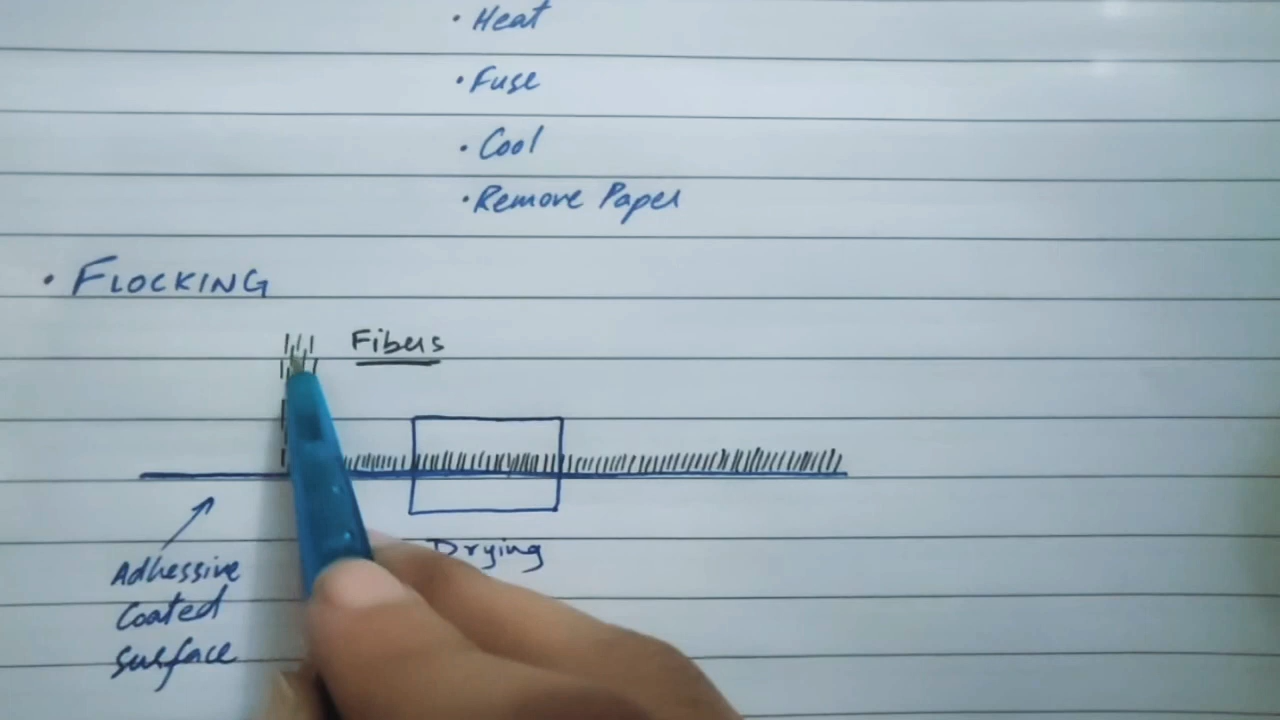 • Heat
• Fuse
• Cool
• Remove Paper
• FLOCKING
Fibers
Drying
Adhessive
Coated
Surface